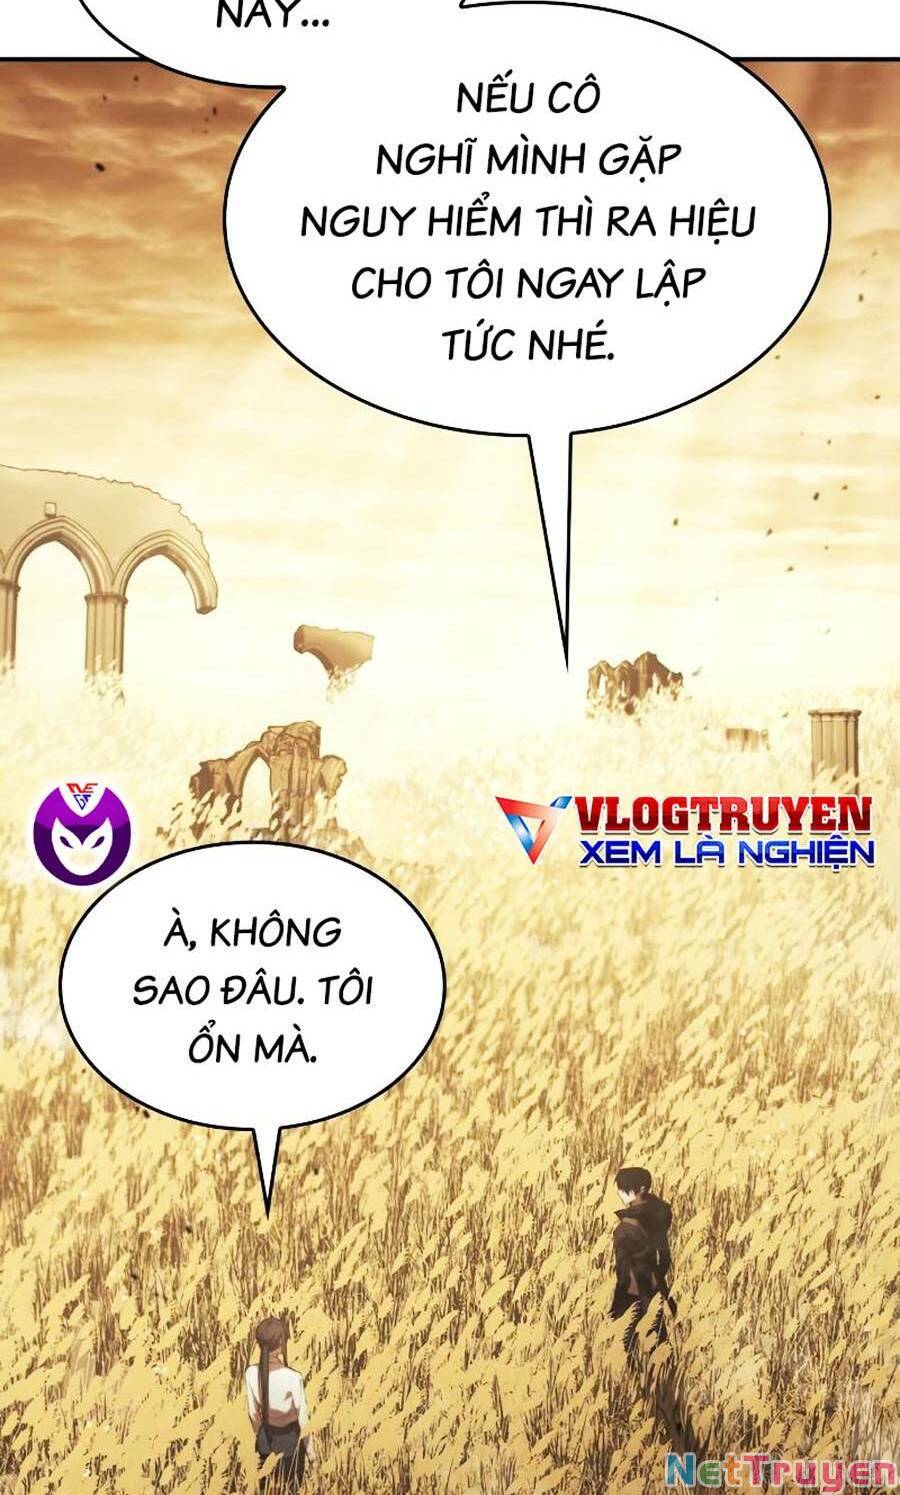 NÀY...
NẾU CÔ
NGHĨ MÌNH GẶP
NGUY HIỂM THÌ RA HIỆU
CHO TÔI NGAY LẬP
TỨC NHÉ.
VLOGTRUYEN
XEM LÀ NGHIỆN
À, KHÔNG
SAO ĐÂU. TÔI
ỔN MÀ.
NetTruyen